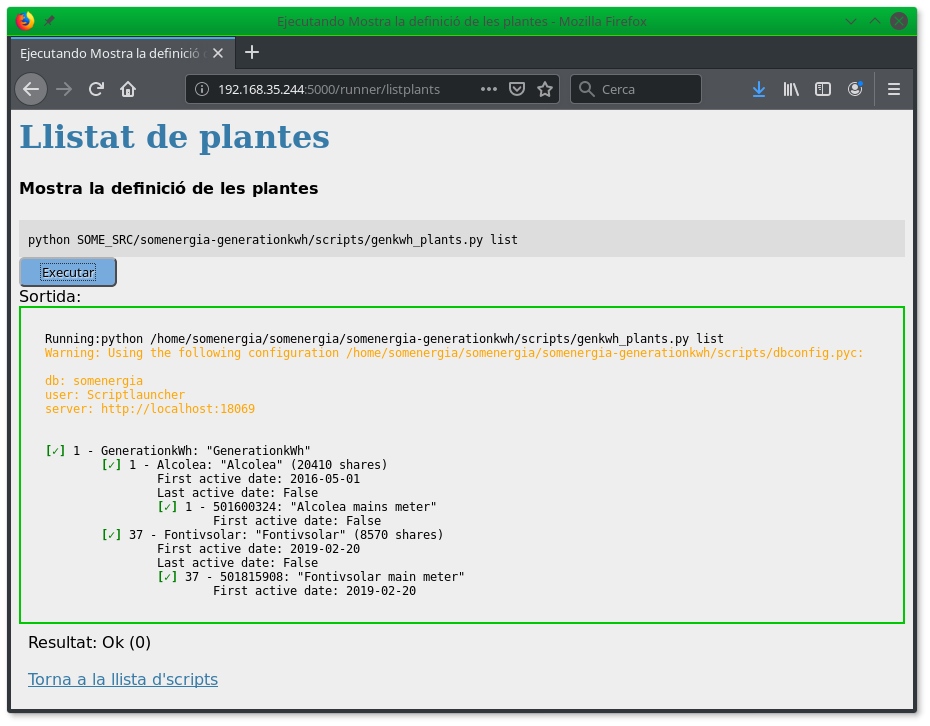 Ejecutando Mostra la definició de les plantes - Mozilla Firefox
Ejecutando Mostra la definició
192.168.35.244:5000/runner/listplants
Cerca
Llistat de plantes
Mostra la definició de les plantes
python SOME_SRC/somenergia-generationkwh/scripts/genkwh_plants.py list
Executar
Sortida:
Running:python /home/somenergia/somenergia/somenergia-generationkwh/scripts/genkwh_plants.py list
Warning: Using the following configuration /home/somenergia/somenergia/somenergia-generationkwh/scripts/dbconfig.pyc:
db: somenergia
user: Scriptlauncher
server: http://localhost:18069
[✓] 1 - GenerationkWh: "GenerationkWh"
[✓] 1 - Alcolea: "Alcolea" (20410 shares)
First active date: 2016-05-01
Last active date: False
[✓] 1 - 501600324: "Alcolea mains meter"
First active date: False
[✓] 37 - Fontivsolar: "Fontivsolar" (8570 shares)
First active date: 2019-02-20
Last active date: False
[✓] 37 - 501815908: "Fontivsolar main meter"
First active date: 2019-02-20
Resultat: Ok (0)
Torna a la llista d'scripts